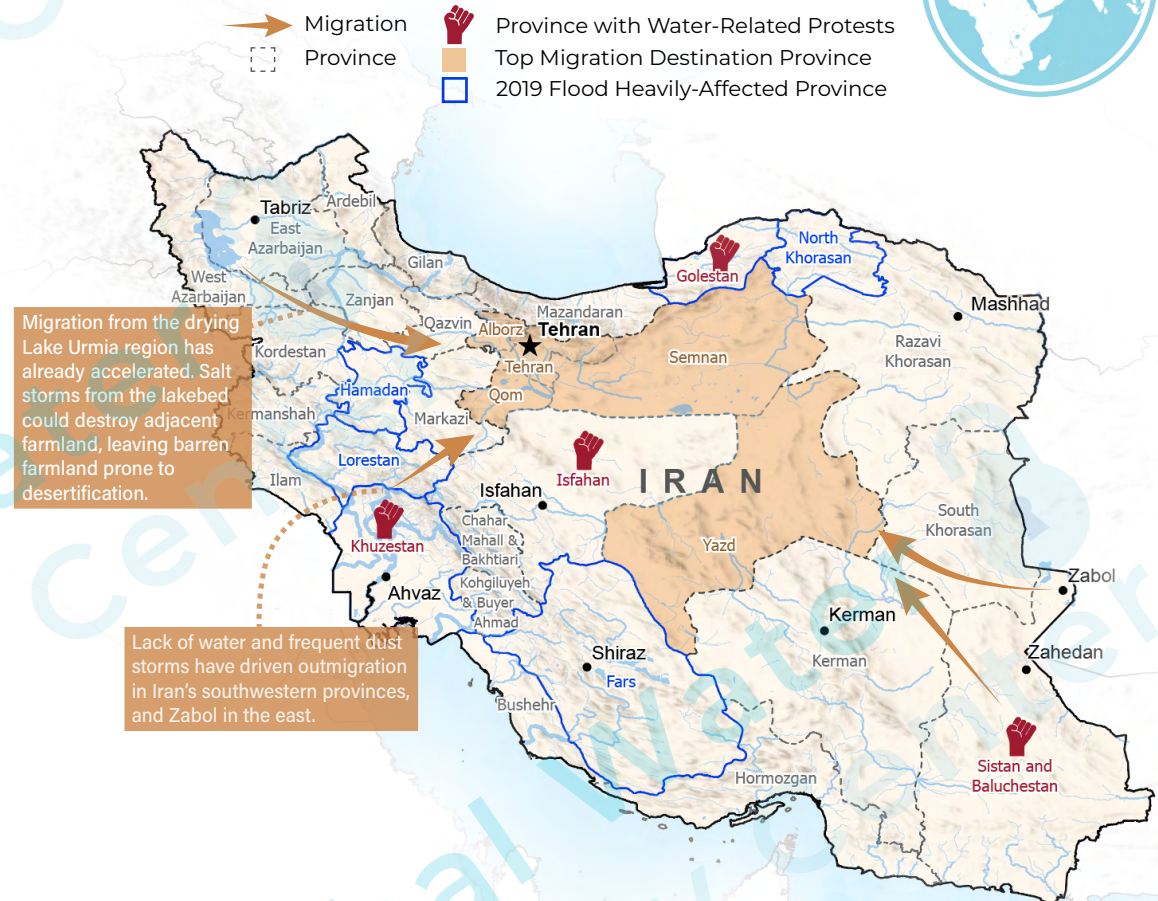 Migration
Province with Water-Related Protests
Province
Top Migration Destination Province
2019 Flood Heavily-Affected Province
Tabriz
East
Azarbaijan
Ardebil
Gilan
West
Azarbaijan
Zanjan
Qazvin
Alborz
Tehran
Mazandaran
Golestan
North
Khorasan
Mashhad
Razavi
Khorasan
Semnan
Tehran
Qom
Migration from the drying
Lake Urmia region has
already accelerated. Salt
storms from the lakebed
could destroy adjacent
farmland, leaving barren
farmland prone to
desertification.
Kordestan
Hamadan
Kermanshah
Markazi
Lorestan
Ilam
Isfahan
Isfahan
IRAN
Khuzestan
Chahar
Mahall &
Bakhtiari
Yazd
South
Khorasan
Ahvaz
Kohgiluyeh
& Buyer
Ahmad
Zabol
Kerman
Kerman
Zahedan
Lack of water and frequent dust
storms have driven outmigration
in Iran's southwestern provinces,
and Zabol in the east.
Shiraz
Fars
Bushehr
Hormozgan
Sistan and
Baluchestan